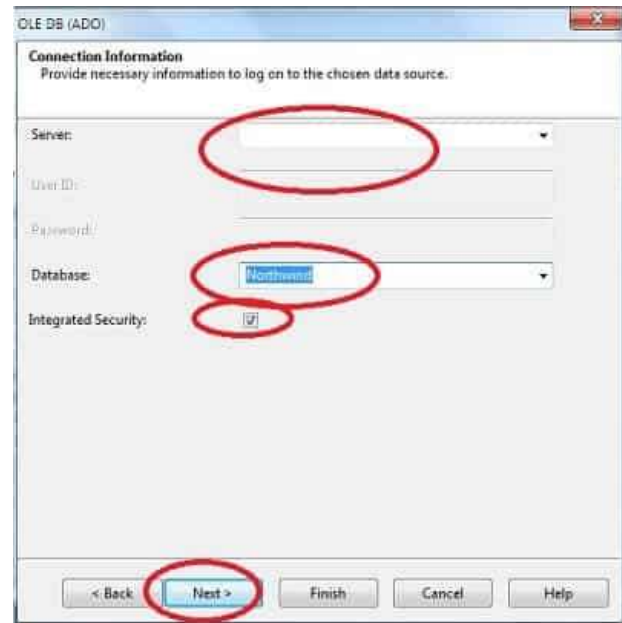 OLE DB (ADO)
Connection Information
Provide necessary information to log on to the chosen data source.
Server:
User ID:
Password:
Database: Northwind
Integrated Security:
< Back Next > Finish Cancel Help